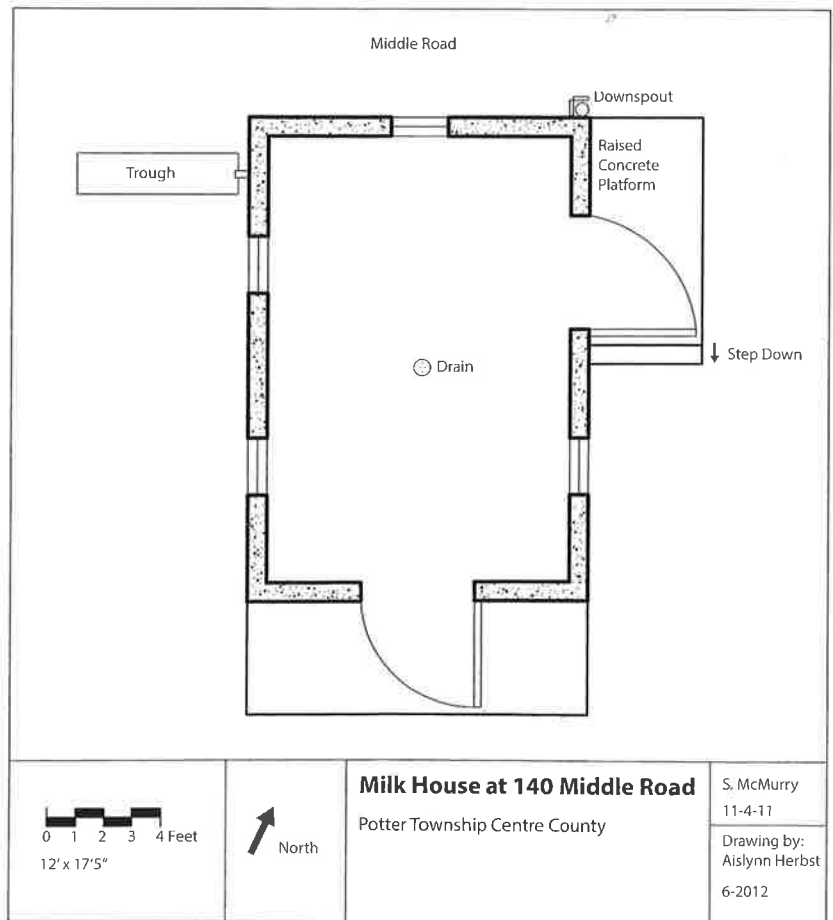 Middle Road
Downspout
Raised
Concrete
Platform
Trough
Step Down
Drain
0 1 2 3 4 Feet
12' x 17'5"
North
Milk House at 140 Middle Road
Potter Township Centre County
S. McMurry
11-4-11
Drawing by:
Aislynn Herbst
6-2012